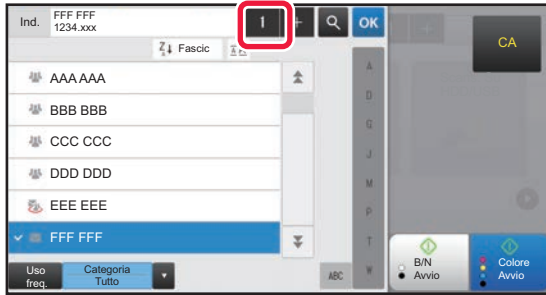 Ind.
FFF FFF
1234.xxx
1
+
OK
CA
Z
A Fascic
AAA AAA
BBB BBB
CCC CCC
DDD DDD
EEE EEE
FFF FFF
A
D
G
J
M
P
T
W
ABC
Uso
freq.
Categoria
Tutto
B/N
Avvio
Colore
Avvio